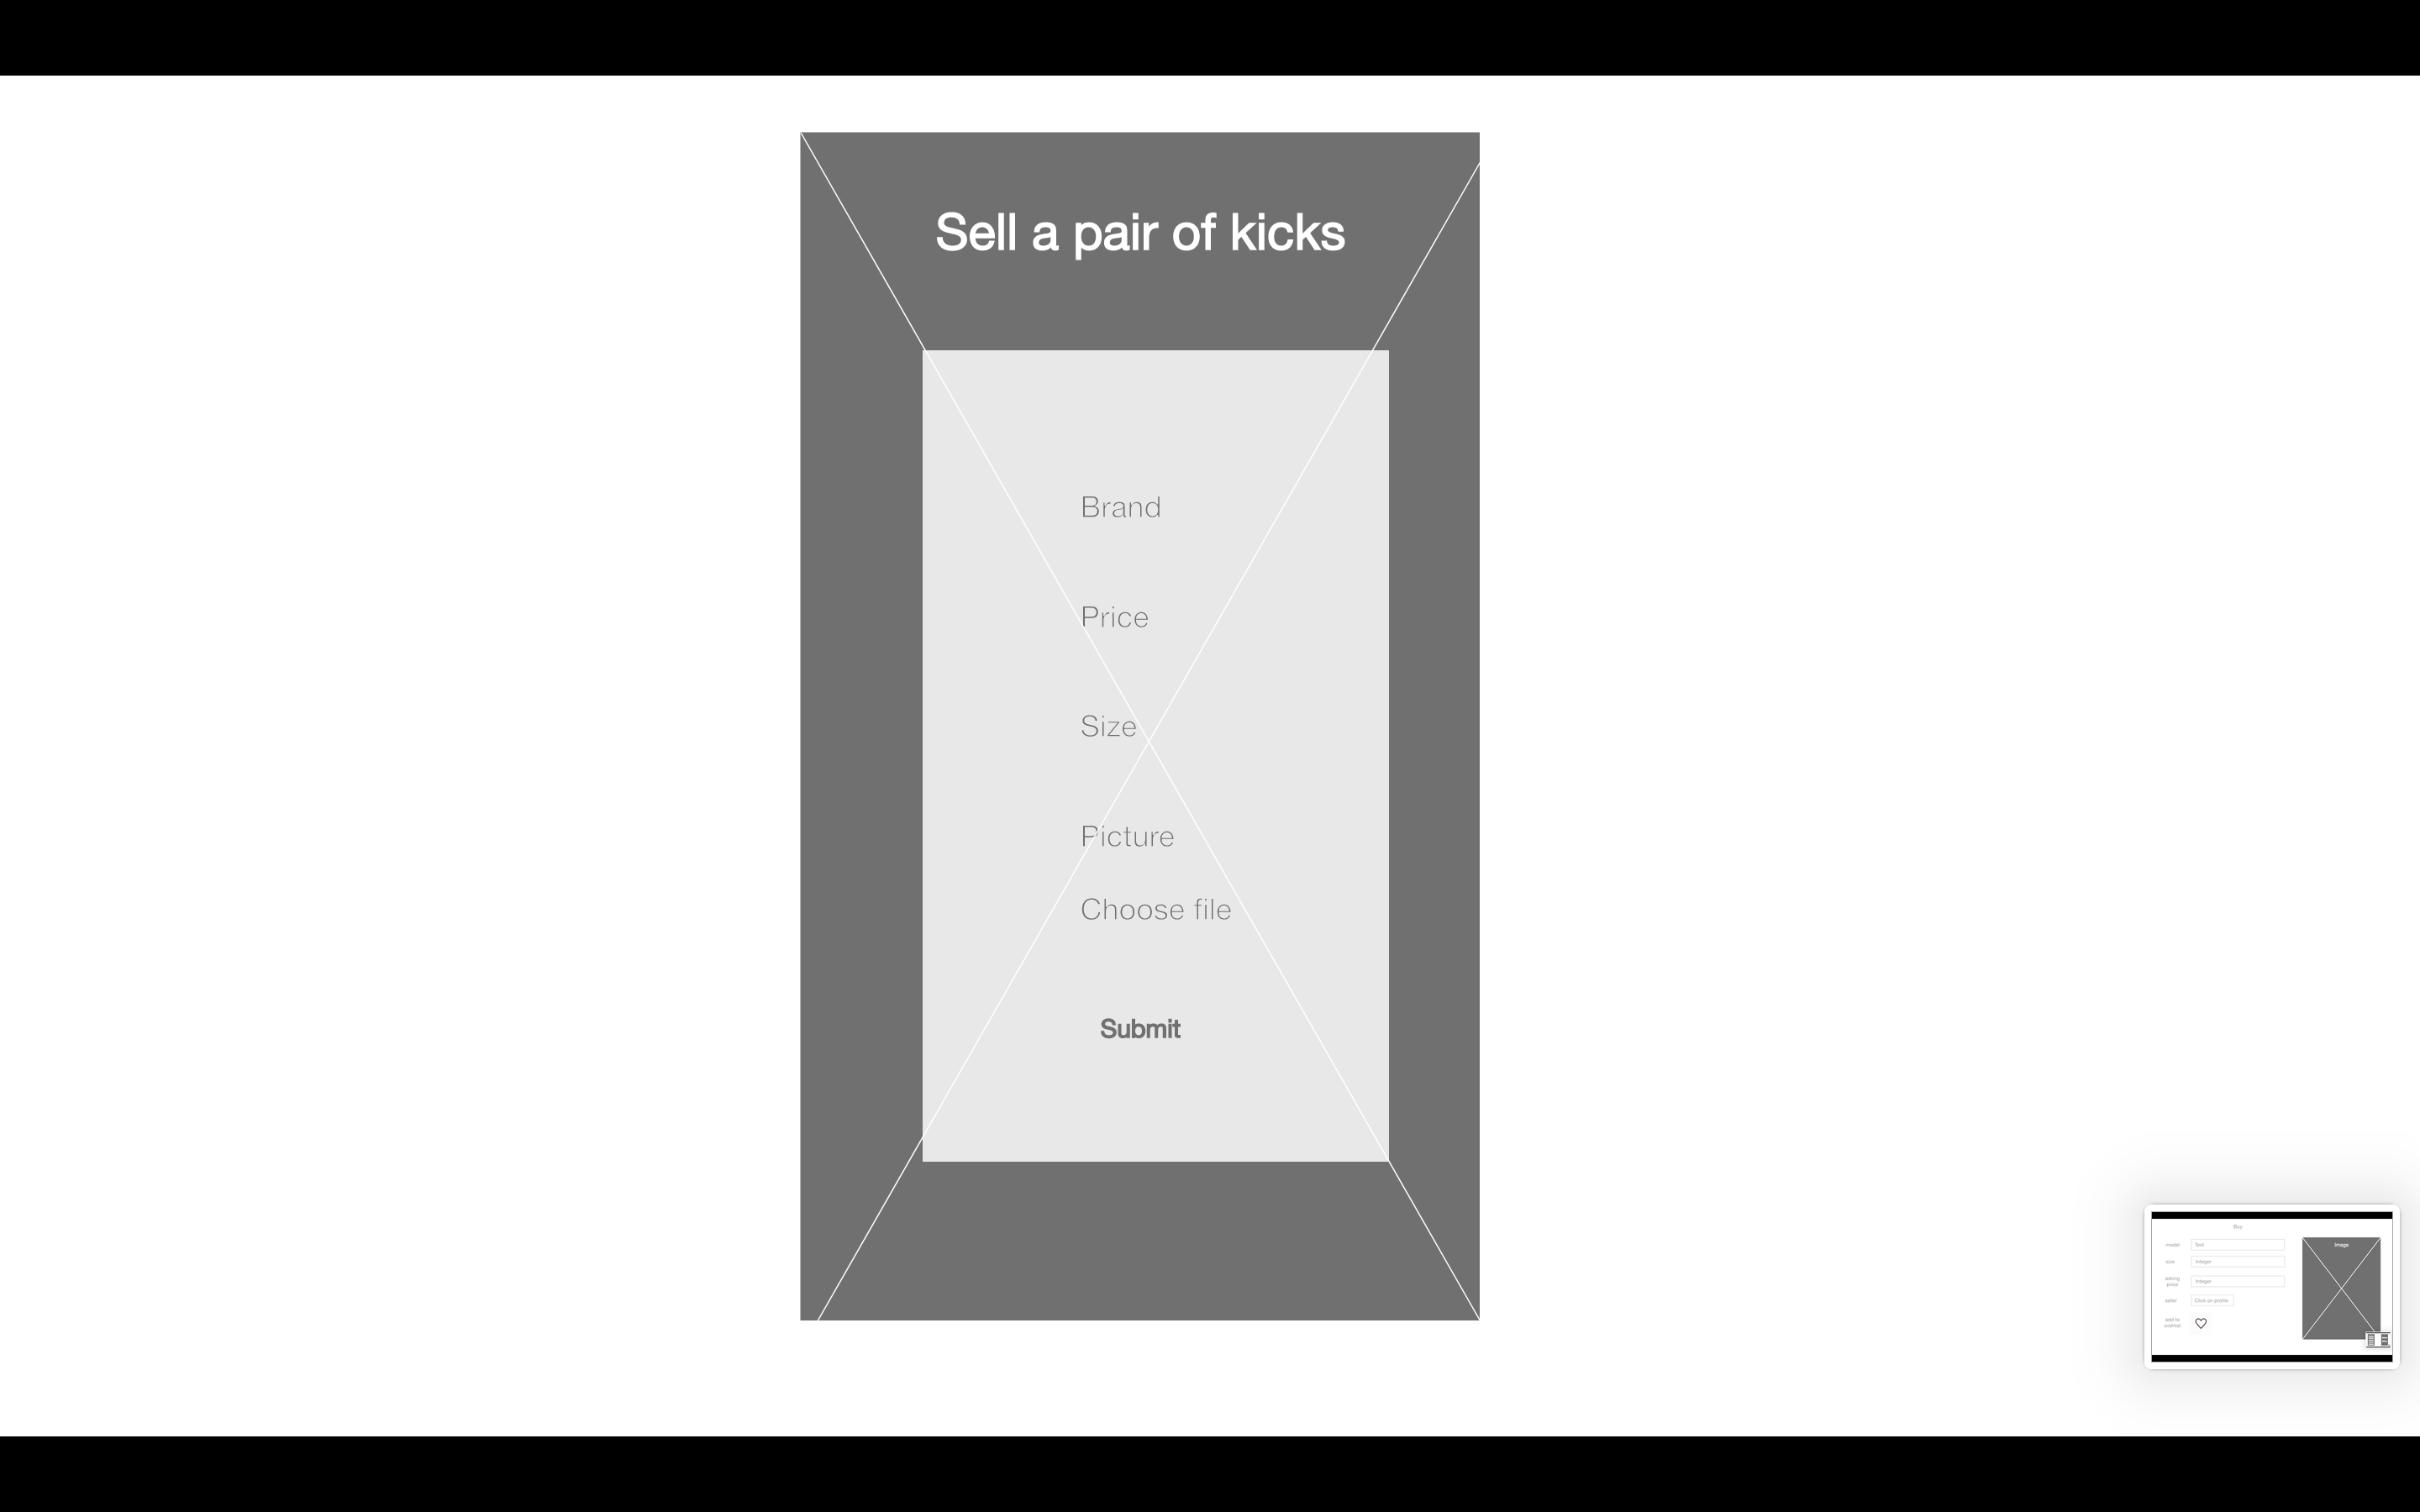 Sell a pair of kicks
Brand
Price
Size
Picture
Choose file
Submit
Buy
model
Text
Image
size
Integer
asking
price
Integer
seller
Click on profile
add to
wishlist